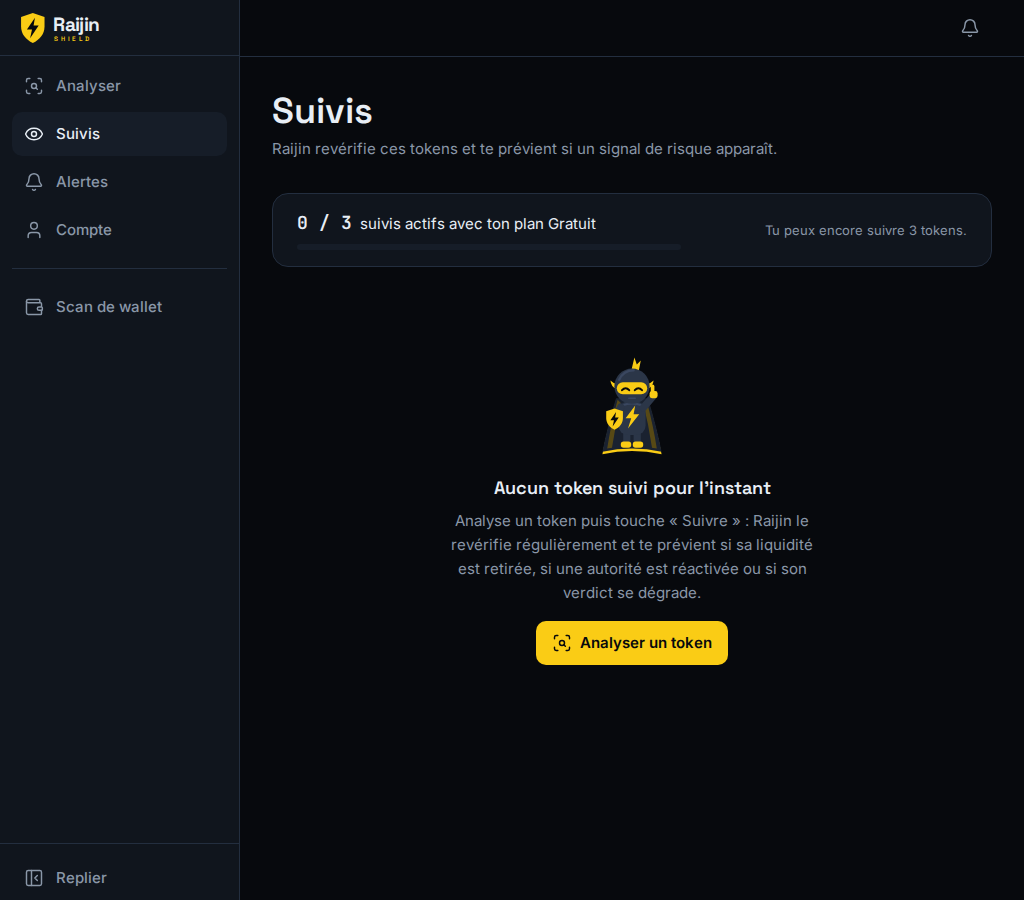 Raijin
SHIELD
Analyser
Suivis
Alertes
Compte
Scan de wallet
Replier
Suivis
Raijin revérifie ces tokens et te prévient si un signal de risque apparaît.
0 / 3 suivis actifs avec ton plan Gratuit
Tu peux encore suivre 3 tokens.
Aucun token suivi pour l’instant
Analyse un token puis touche « Suivre » : Raijin le
revérifie régulièrement et te prévient si sa liquidité
est retirée, si une autorité est réactivée ou si son
verdict se dégrade.
Analyser un token